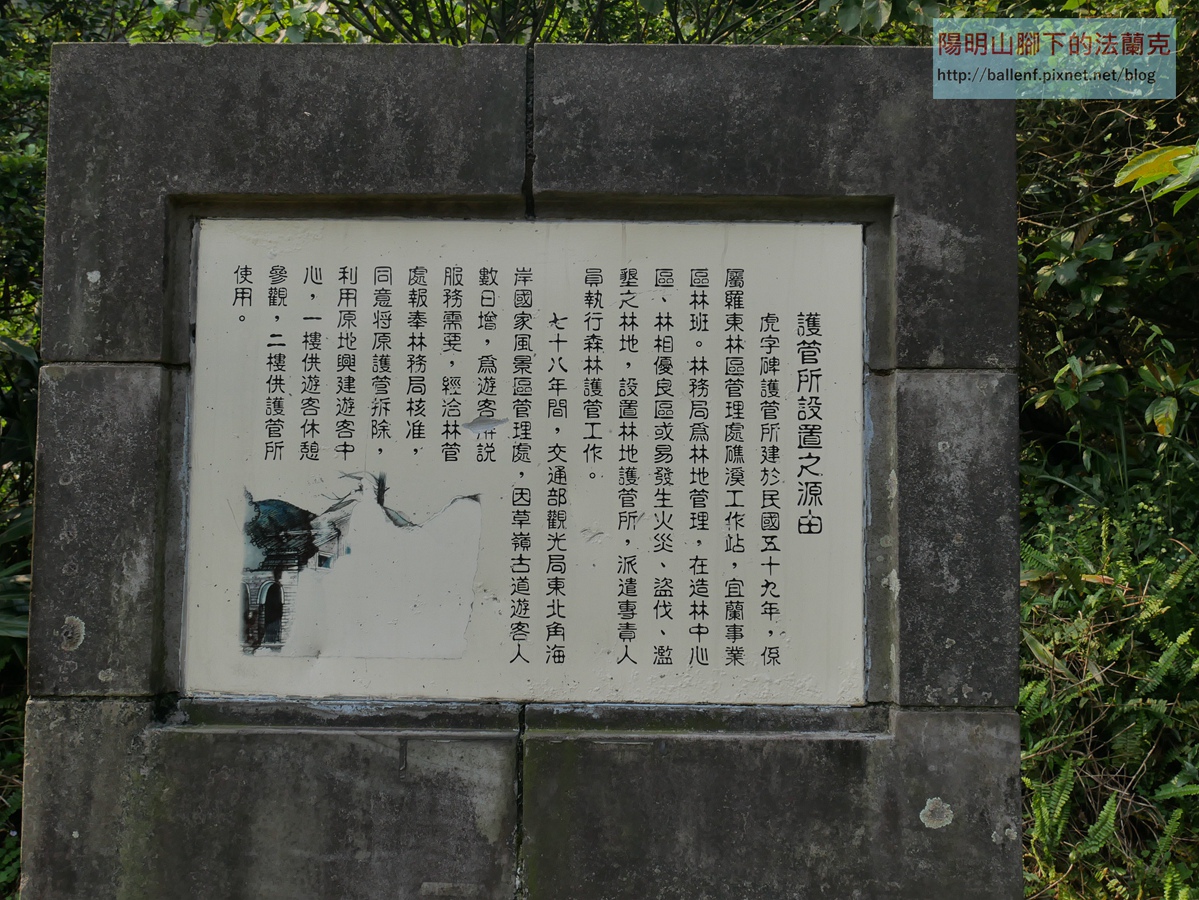 陽明山腳下的法蘭克
http://ballenf.pixnet.net/blog
護管所設置之源由
虎字碑護管所建於民國五十九年，係
屬羅東林區管理處礁溪工作站，宜蘭事業
區林班。林務局為林地管理，在造林中心
區、林相優良區或易發生火災、盜伐、濫
墾之林地，設置林地護管所，派遣專責人
員執行森林護管工作。
七十八年間，交通部觀光局東北角海
岸國家風景區管理處，因草嶺古道遊客人
數日增，為遊客解說
服務需要，經洽林管
處報奉林務局核准，
同意將原護管拆除，
利用原地興建遊客中
心，一樓供遊客休憩
參觀，二樓供護管所
使用。